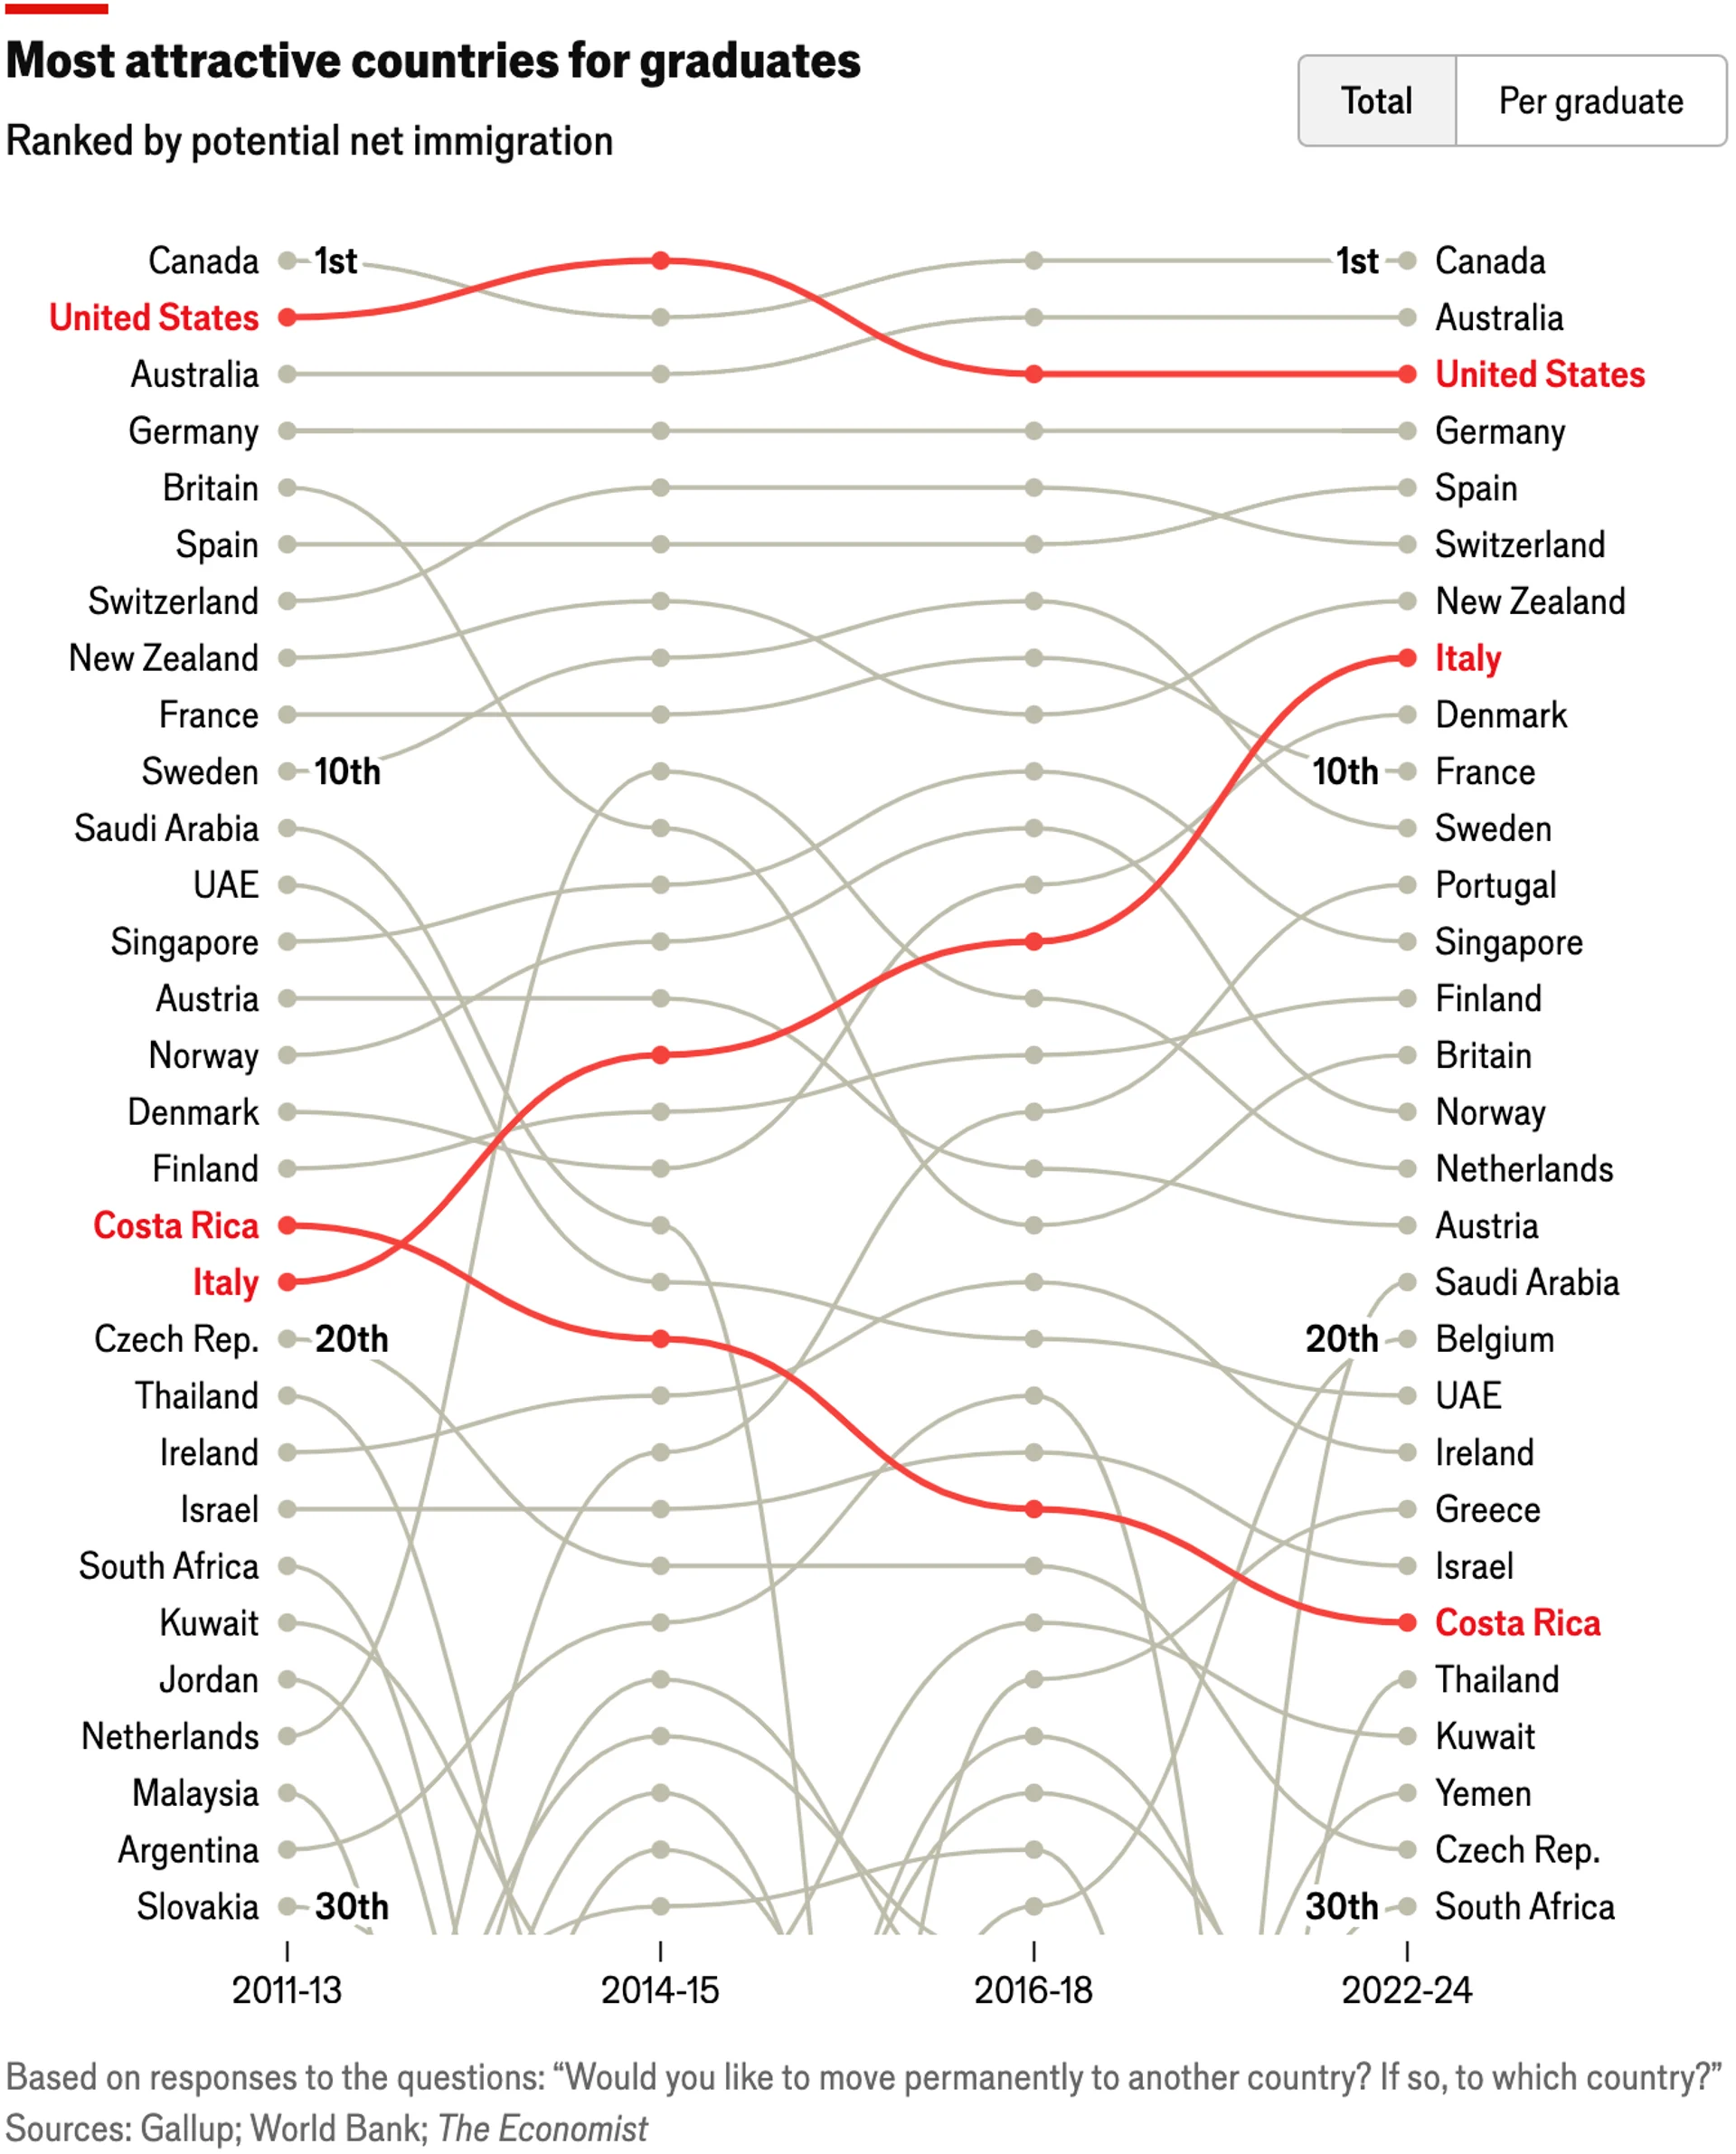 Most attractive countries for graduates
Ranked by potential net immigration
Total
Per graduate
Canada 1st 1st Canada
United States Australia
Australia United States
Germany Germany
Britain Spain
Spain Switzerland
Switzerland New Zealand
New Zealand Italy
France Denmark
Sweden 10th 10th France
Saudi Arabia Sweden
UAE Portugal
Singapore Singapore
Austria Finland
Norway Britain
Denmark Norway
Finland Netherlands
Costa Rica Austria
Italy Saudi Arabia
Czech Rep. 20th 20th Belgium
Thailand UAE
Ireland Ireland
Israel Greece
South Africa Israel
Kuwait Costa Rica
Jordan Thailand
Netherlands Kuwait
Malaysia Yemen
Argentina Czech Rep.
Slovakia 30th 30th South Africa
2011-13 2014-15 2016-18 2022-24
Based on responses to the questions: “Would you like to move permanently to another country? If so, to which country?”
Sources: Gallup; World Bank; The Economist